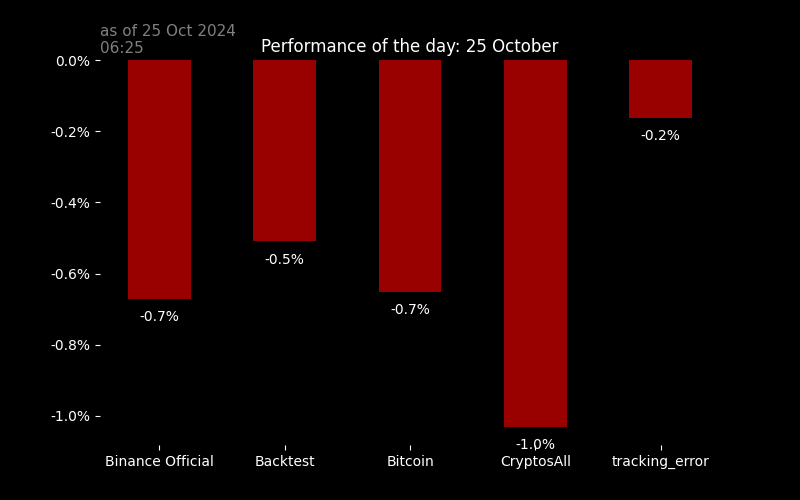 as of 25 Oct 2024
06:25
Performance of the day: 25 October
0.0%
-0.2%
-0.4%
-0.6%
-0.8%
-1.0%
-0.7%
-0.5%
-0.7%
-1.0%
-0.2%
Binance Official
Backtest
Bitcoin
CryptosAll
tracking_error